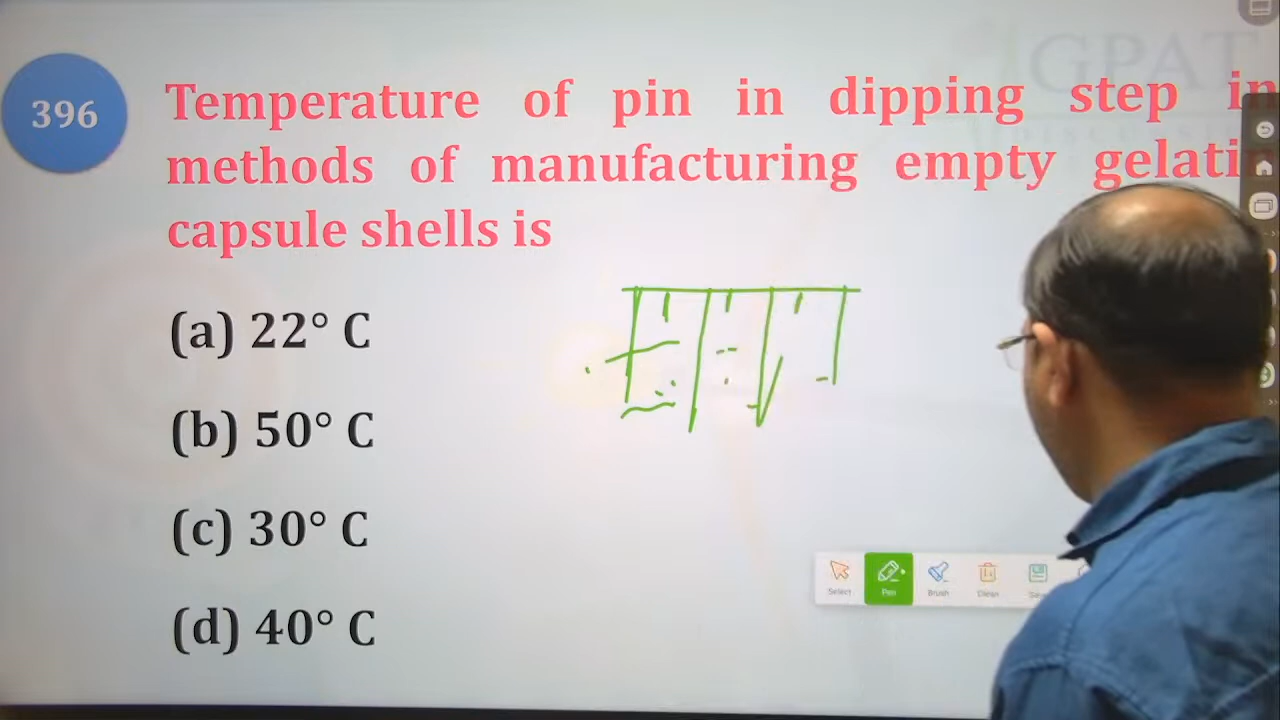 GPAT
396
Temperature of pin in dipping step in
methods of manufacturing empty gelati
capsule shells is
(a) 22° C
(b) 50° C
(c) 30° C
(d) 40° C
Select
Pen
Brush
Clean